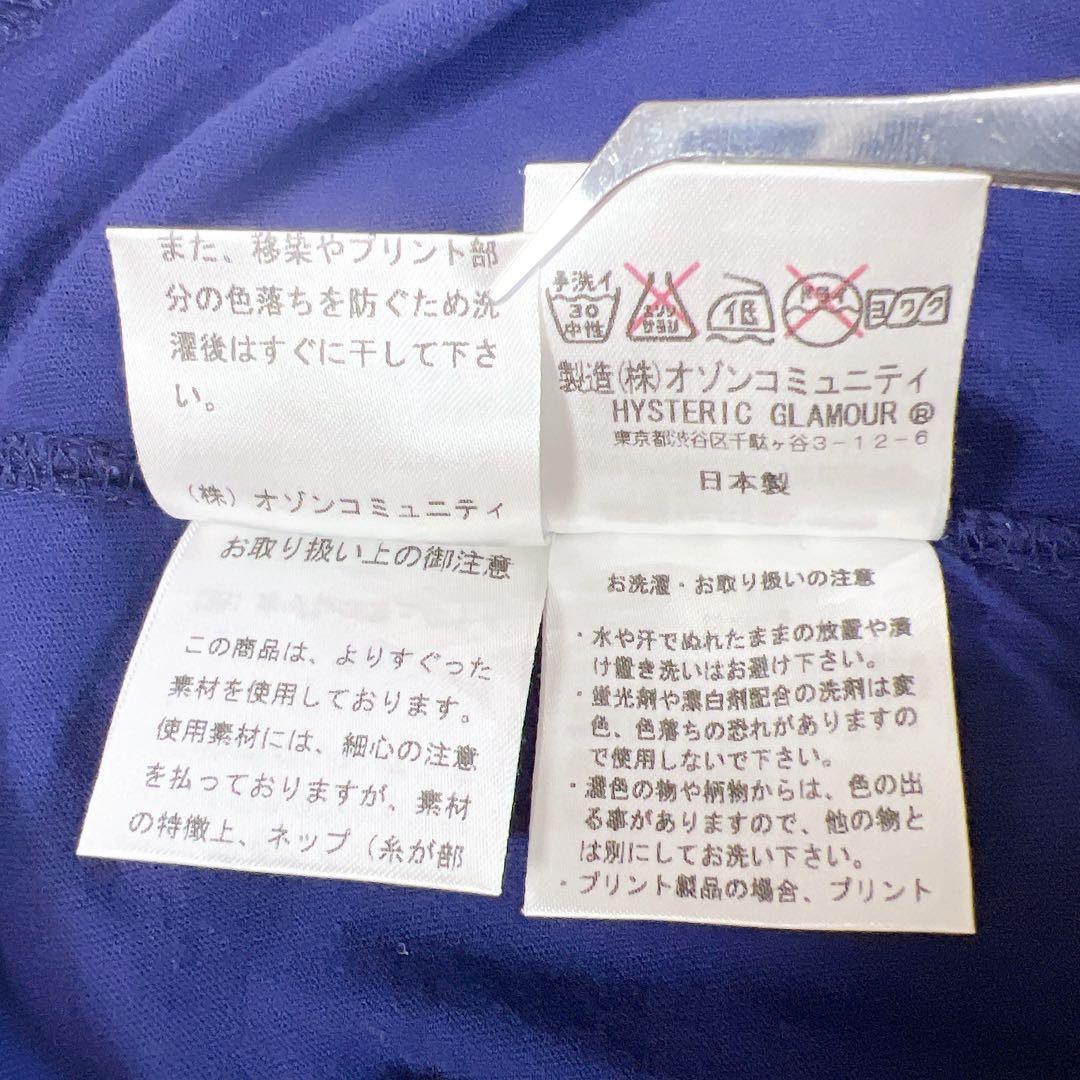 また、移染やプリント部
分の色落ちを防ぐため洗
濯後はすぐに干して下さ
い。
(株)オゾンコミュニティ
手洗イ
30
中性
エンソ
サラシ
低
ドライ
ヨワク
製造(株)オゾンコミュニティ
HYSTERIC GLAMOUR ®
東京都渋谷区千駄ヶ谷3-12-6
日本製
お取り扱い上の御注意
この商品は、よりすぐった
素材を使用しております。
使用素材には、細心の注意
を払っておりますが、素材
の特徴上、ネップ(糸が部
お洗濯・お取り扱いの注意
・水や汗でぬれたままの放置や漬
け置き洗いはお避け下さい。
・蛍光剤や漂白剤配合の洗剤は変
色、色落ちの恐れがありますの
で使用しないで下さい。
・濃色の物や柄物からは、色の出
る事がありますので、他の物と
は別にしてお洗い下さい。
・プリント製品の場合、プリント